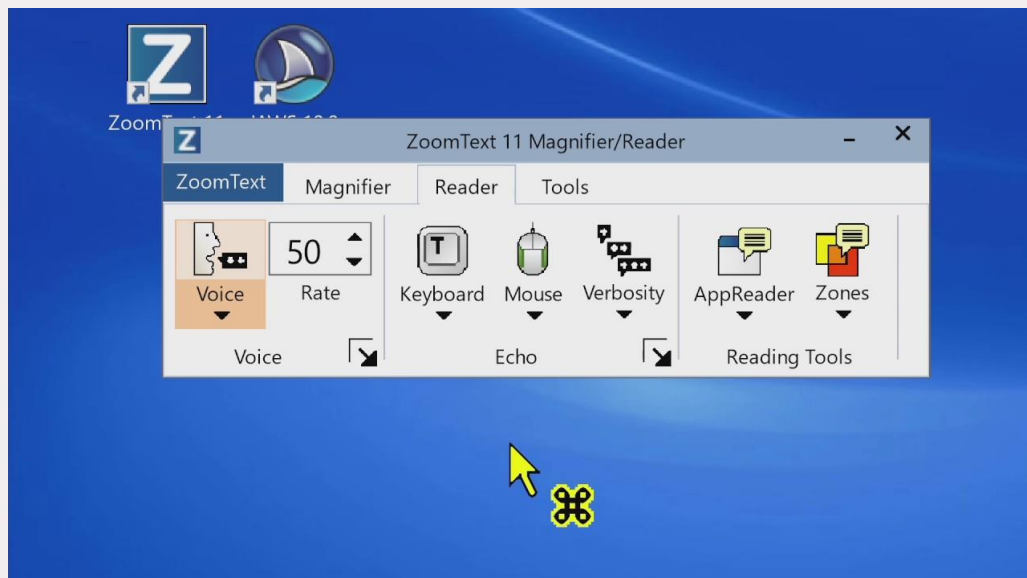 Z
ZoomText 11 Magnifier/Reader
ZoomText Magnifier Reader Tools
50
T
Voice Rate Keyboard Mouse Verbosity AppReader Zones
Voice Echo Reading Tools
Zoom
Z